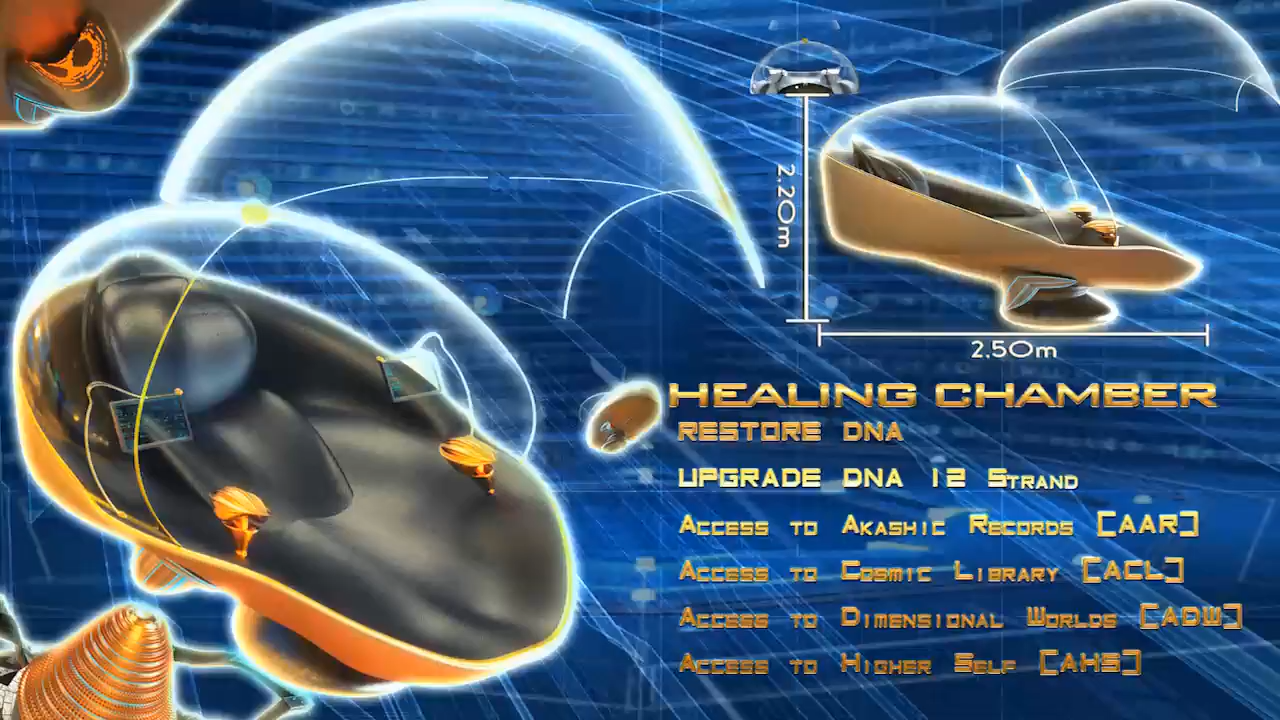 2.20m
2.50m
HEALING CHAMBER
RESTORE DNA
UPGRADE DNA 12 STRAND
ACCESS TO AKASHIC RECORDS [AAR]
ACCESS TO COSMIC LIBRARY [ACL]
ACCESS TO DIMENSIONAL WORLDS [ADW]
ACCESS TO HIGHER SELF [AHS]